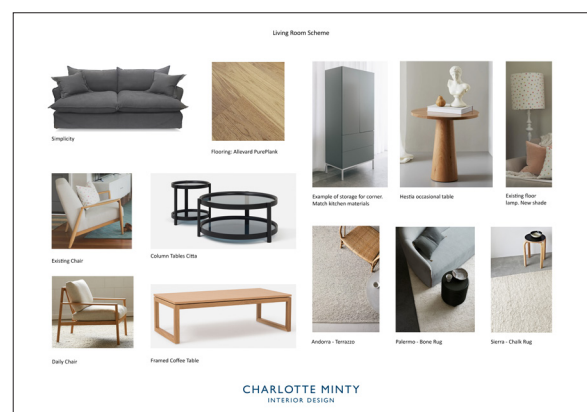 Living Room Scheme
Simplicity
Flooring: Allevard PurePlank
Example of storage for corner.
Match kitchen materials
Hestia occasional table
Existing floor
lamp. New shade
Existing Chair
Column Tables Citta
Daily Chair
Framed Coffee Table
Andorra - Terrazzo
Palermo - Bone Rug
Sierra - Chalk Rug
CHARLOTTE MINTY
INTERIOR DESIGN